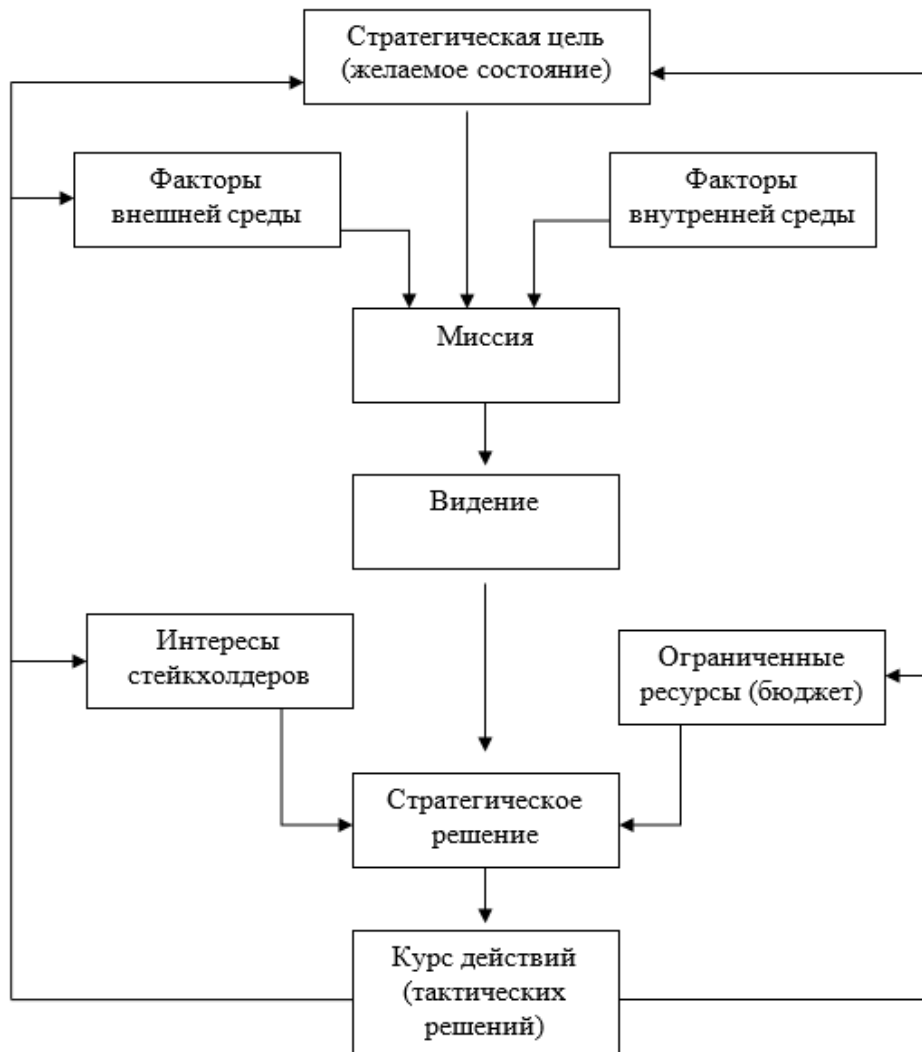 Стратегическая цель
(желаемое состояние)
Факторы
внешней среды
Факторы
внутренней среды
Миссия
Видение
Интересы
стейкхолдеров
Ограниченные
ресурсы (бюджет)
Стратегическое
решение
Курс действий
(тактических
решений)